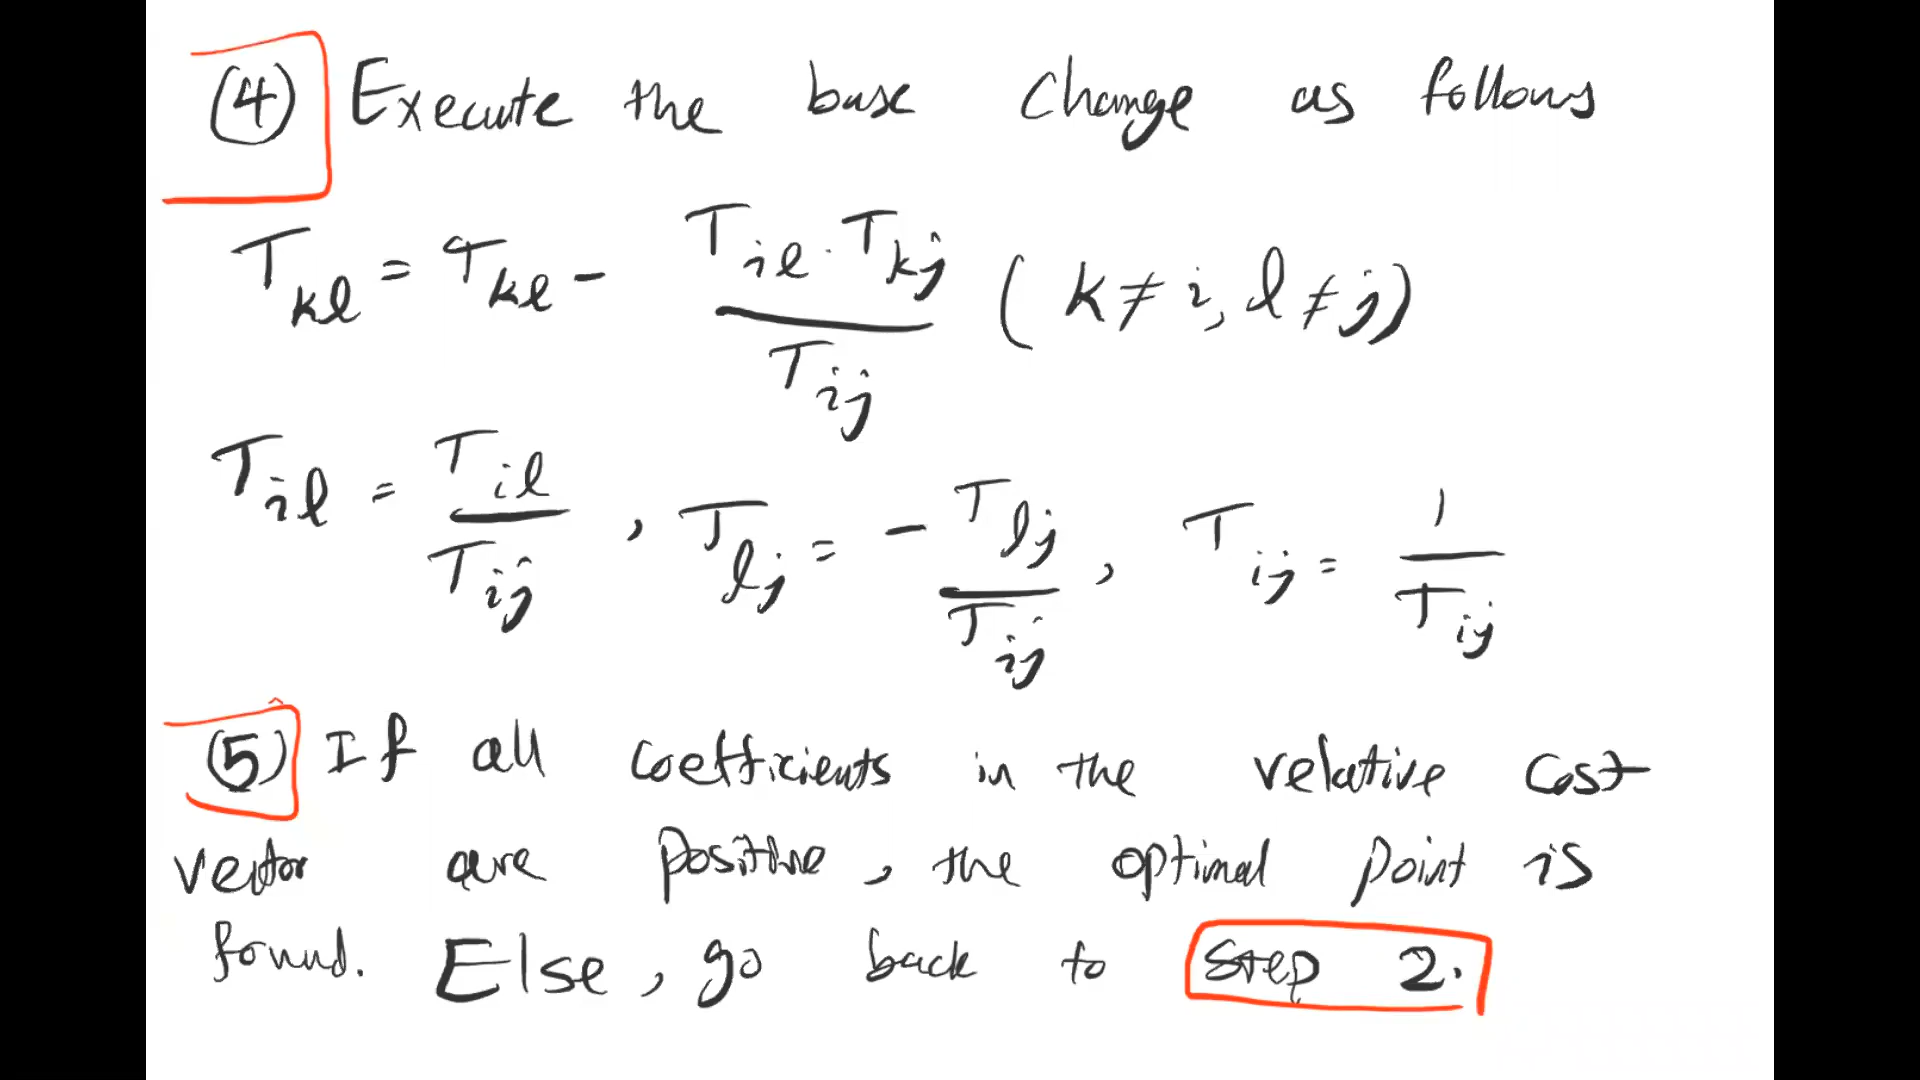 (4) Execute the base change as follows
T_kl = T_kl - (T_il · T_kj) / T_ij (k ≠ i, l ≠ j)
T_il = T_il / T_ij , T_lj = - T_lj / T_ij , T_ij = 1 / T_ij
(5) If all coefficients in the relative cost
vector are positive, the optimal point is
found. Else, go back to Step 2.